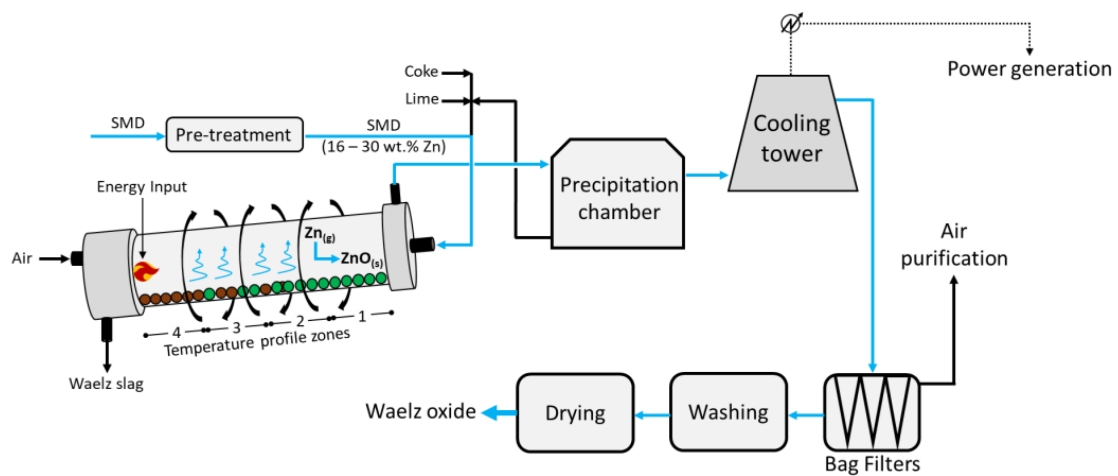 Coke
Lime
Power generation
SMD
Pre-treatment
SMD
(16 – 30 wt.% Zn)
Cooling
tower
Precipitation
chamber
Energy Input
Air
Zn(g)
ZnO(s)
4
3
2
1
Temperature profile zones
Waelz slag
Air
purification
Waelz oxide
Drying
Washing
Bag Filters